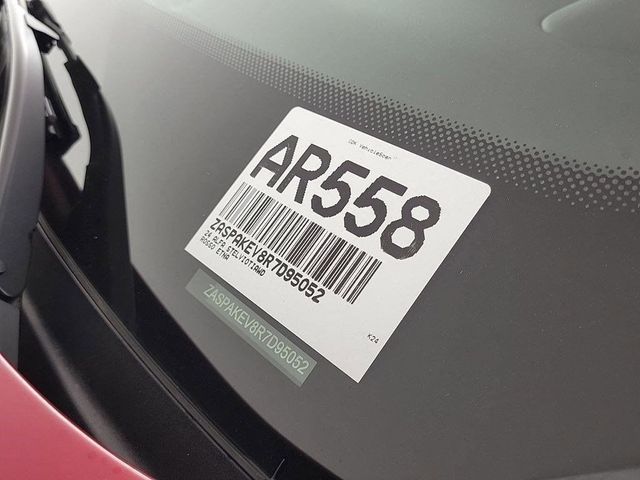 CDK VehicleScan
AR558
ZASPAKEV8R7D95052
24 ALFA STELVIOTIAWD
ROSSO ETNA
K24
ZASPAKEV8R7D95052